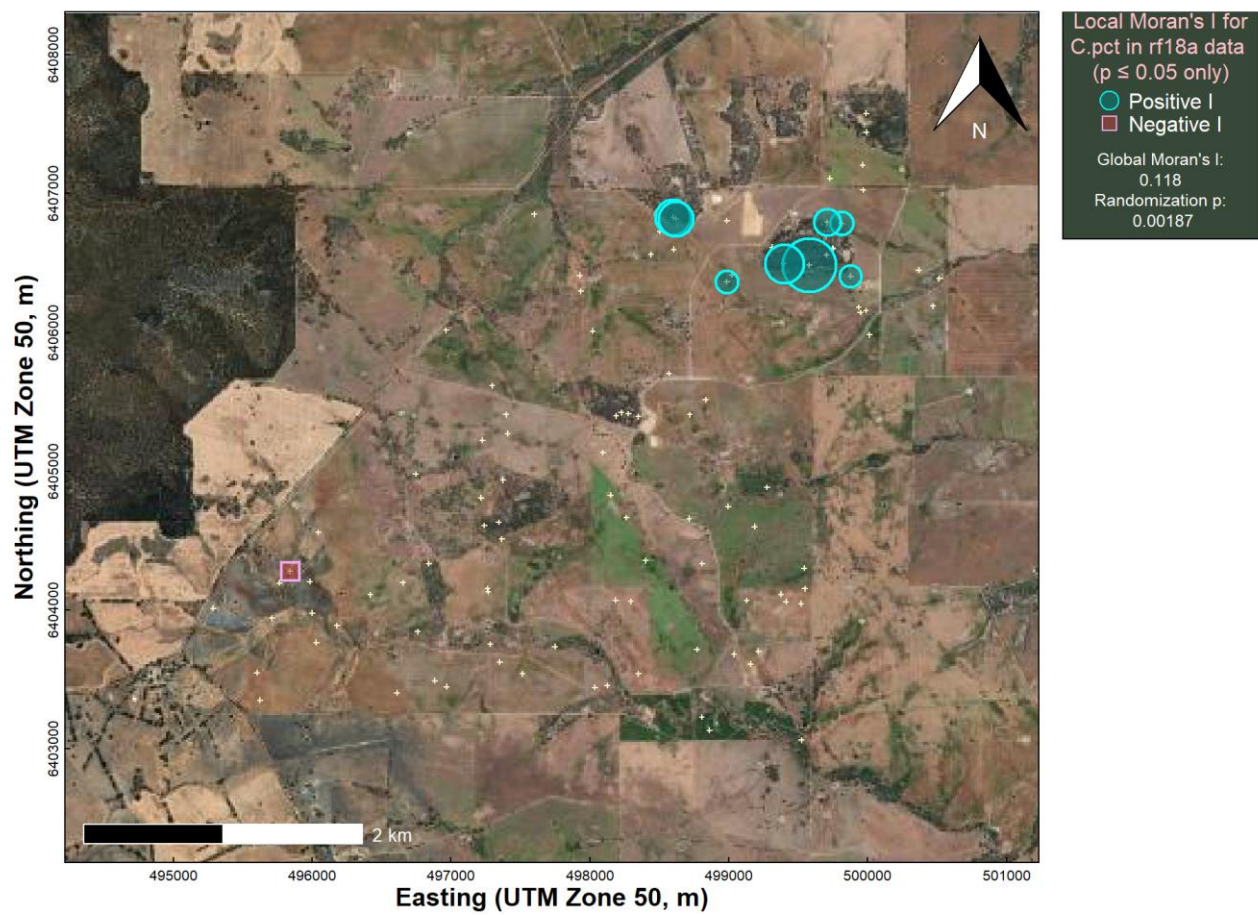 Local Moran's I for
C.pct in rf18a data
(p ≤ 0.05 only)
Positive I
Negative I
Global Moran's I:
0.118
Randomization p:
0.00187
N
Northing (UTM Zone 50, m)
6408000
6407000
6406000
6405000
6404000
6403000
2 km
495000 496000 497000 498000 499000 500000 501000
Easting (UTM Zone 50, m)